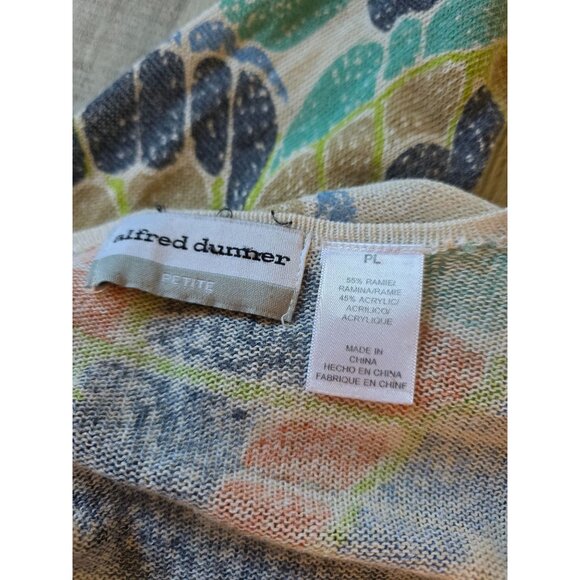 alfred dunner
PETITE
PL
55% RAMIE/
RAMINA/RAMIE
45% ACRYLIC/
ACRILICO/
ACRYLIQUE
MADE IN
CHINA
HECHO EN CHINA
FABRIQUE EN CHINE